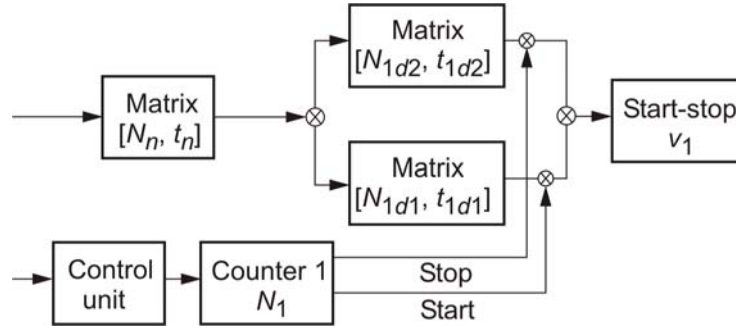 Matrix
[N1d2, t1d2]
Matrix
[Nn, tn]
Start-stop
v1
Matrix
[N1d1, t1d1]
Control
unit
Counter 1
N1
Stop
Start